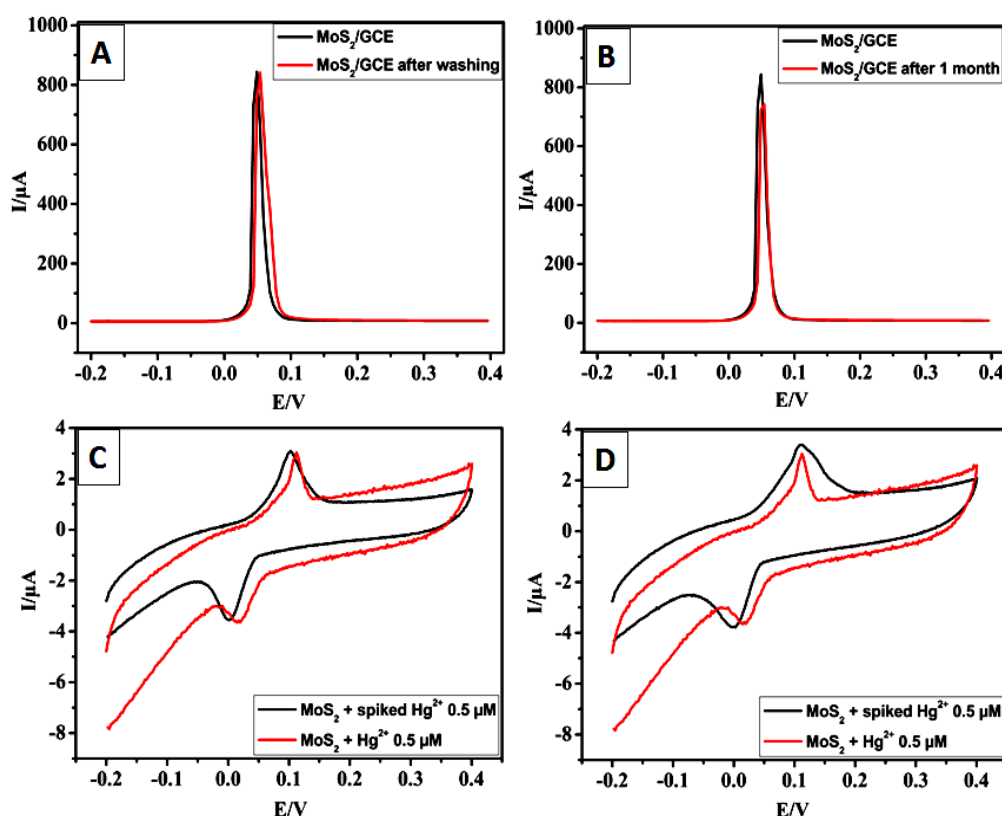 A
MoS₂/GCE
MoS₂/GCE after washing
1000
800
600
400
200
0
I/µA
-0.2 -0.1 0.0 0.1 0.2 0.3 0.4
E/V
B
MoS₂/GCE
MoS₂/GCE after 1 month
1000
800
600
400
200
0
I/µA
-0.2 -0.1 0.0 0.1 0.2 0.3 0.4
E/V
C
4
2
0
-2
-4
-6
-8
I/µA
MoS₂ + spiked Hg²⁺ 0.5 µM
MoS₂ + Hg²⁺ 0.5 µM
-0.2 -0.1 0.0 0.1 0.2 0.3 0.4
E/V
D
4
2
0
-2
-4
-6
-8
I/µA
MoS₂ + spiked Hg²⁺ 0.5 µM
MoS₂ + Hg²⁺ 0.5 µM
-0.2 -0.1 0.0 0.1 0.2 0.3 0.4
E/V